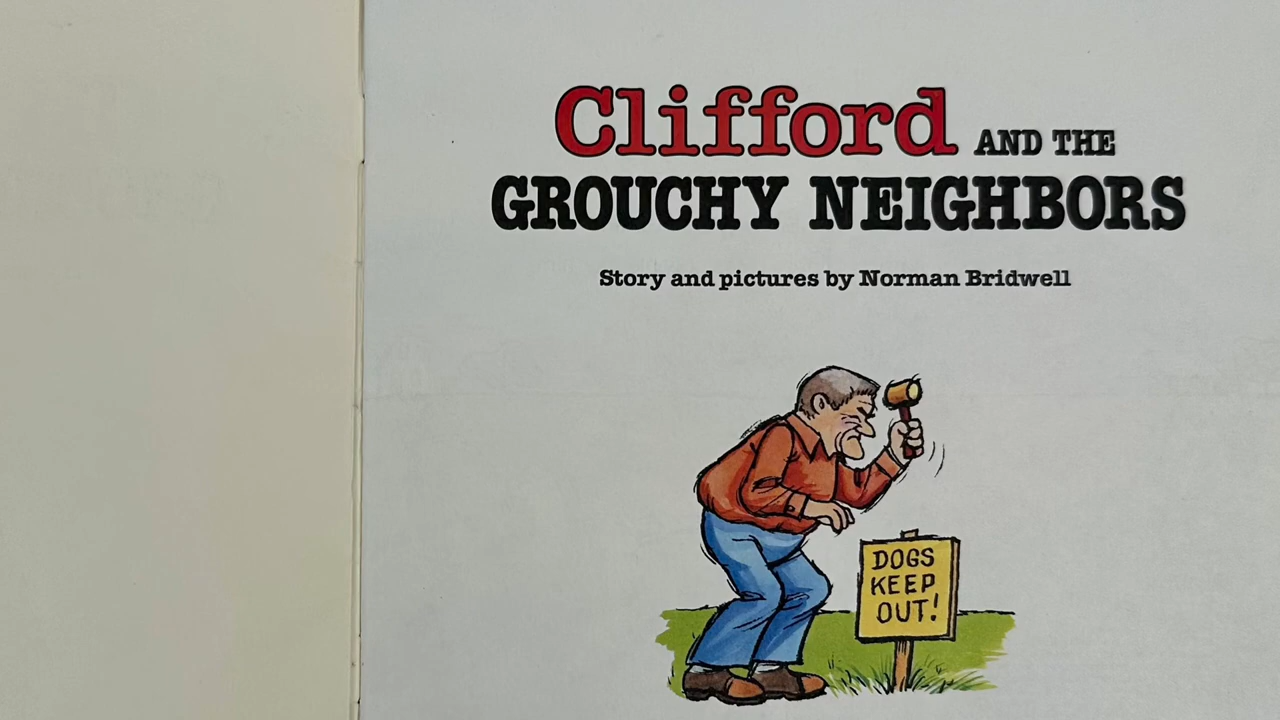 Clifford AND THE
GROUCHY NEIGHBORS
Story and pictures by Norman Bridwell
DOGS
KEEP
OUT!